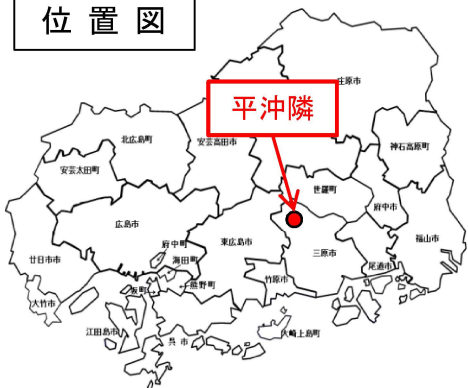 位置図
庄原市
平沖隣
北広島町
安芸高田市
神石高原町
安芸太田町
世羅町
府中市
広島市
府中町
東広島市
福山市
廿日市市
海田町
三原市
尾道市
坂町
熊野町
竹原市
大竹市
江田島市
呉市
大崎上島町